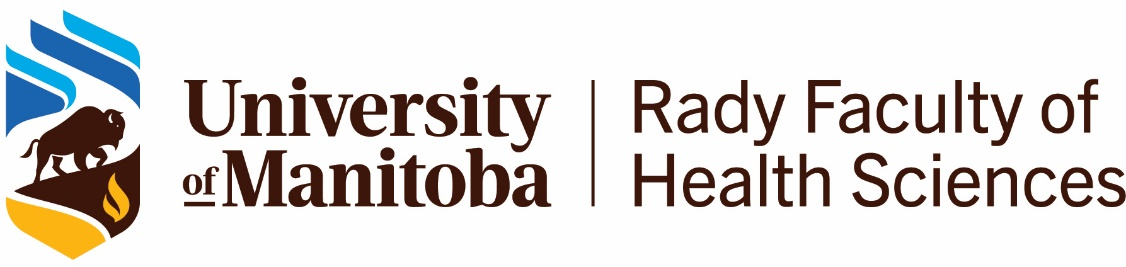 University
of Manitoba
Rady Faculty of
Health Sciences